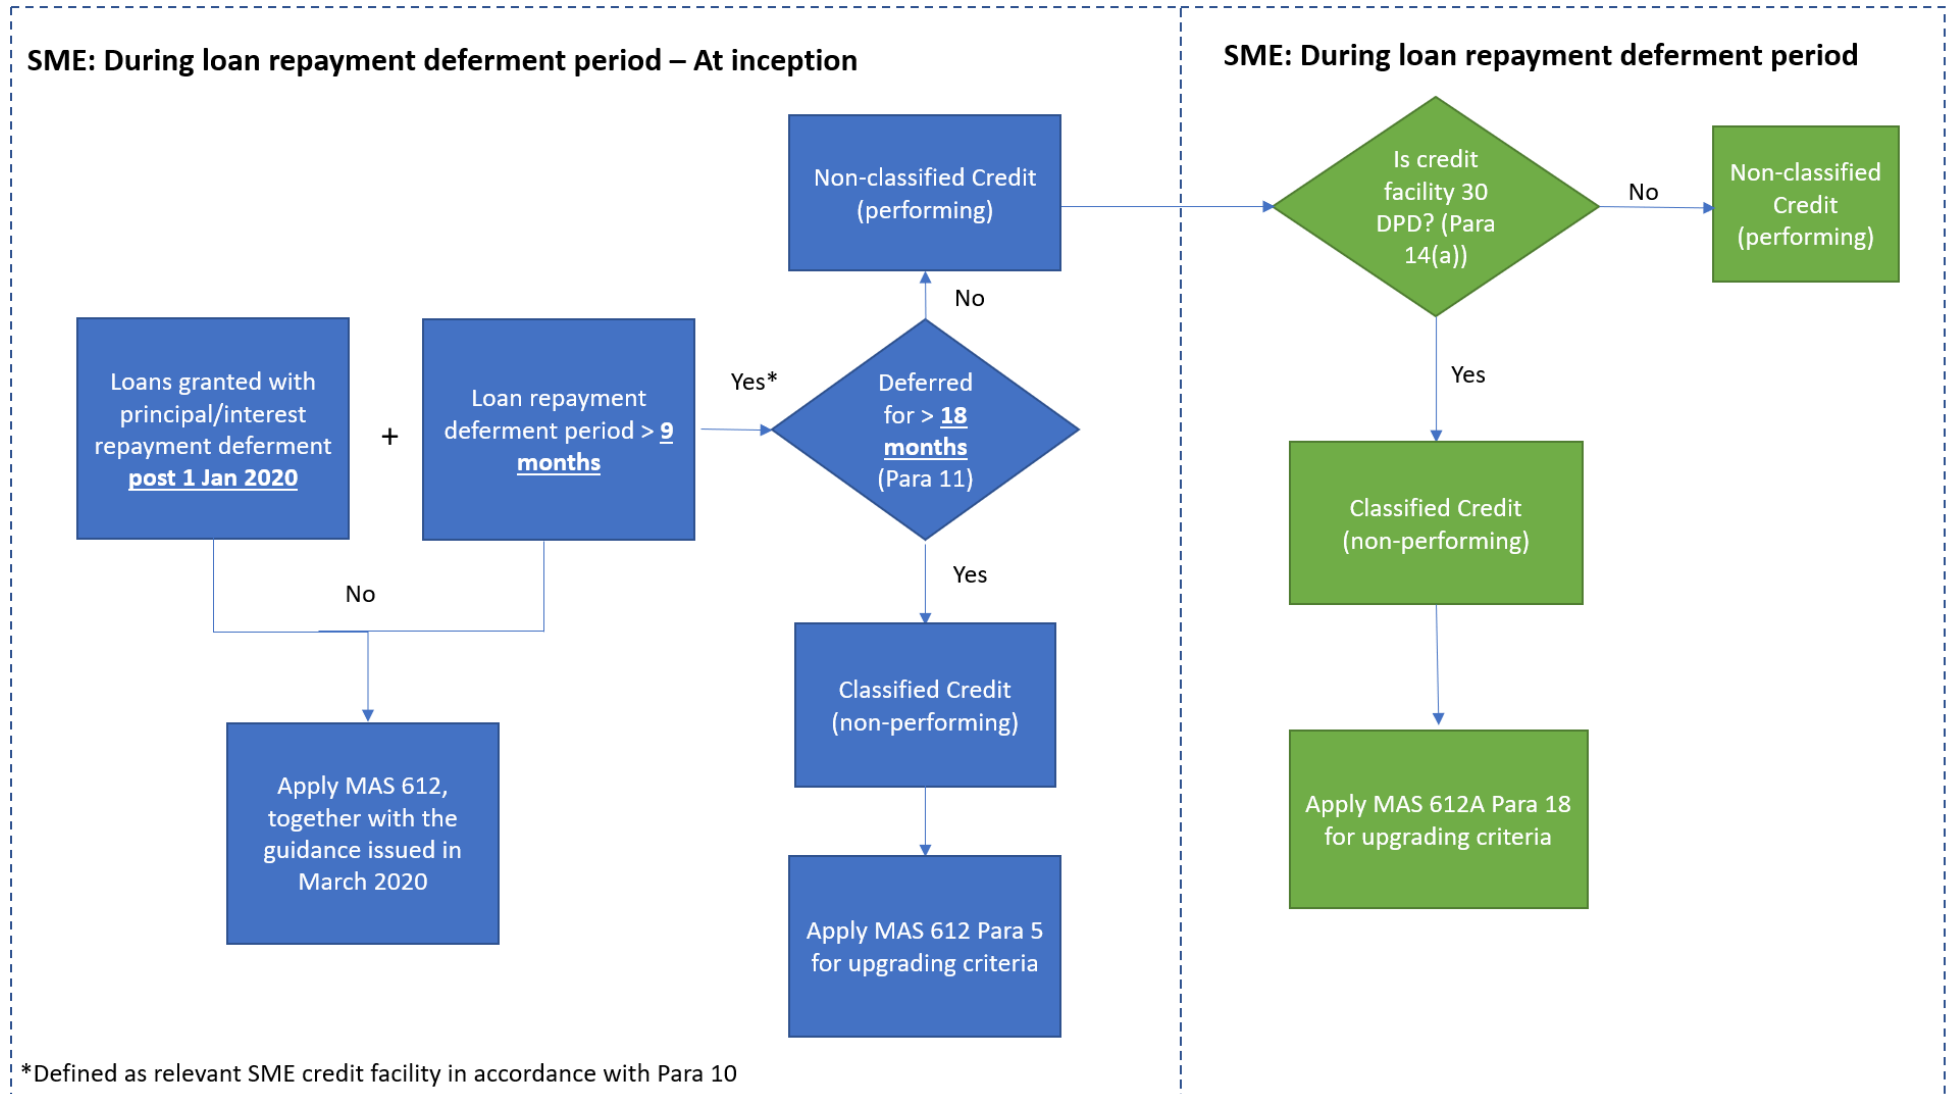 SME: During loan repayment deferment period – At inception
Loans granted with
principal/interest
repayment deferment
post 1 Jan 2020
+
Loan repayment
deferment period > 9
months
No
Apply MAS 612,
together with the
guidance issued in
March 2020
Yes*
Deferred
for > 18
months
(Para 11)
No
Non-classified Credit
(performing)
Yes
Classified Credit
(non-performing)
Apply MAS 612 Para 5
for upgrading criteria
*Defined as relevant SME credit facility in accordance with Para 10
SME: During loan repayment deferment period
Is credit
facility 30
DPD? (Para
14(a))
No
Non-classified
Credit
(performing)
Yes
Classified Credit
(non-performing)
Apply MAS 612A Para 18
for upgrading criteria